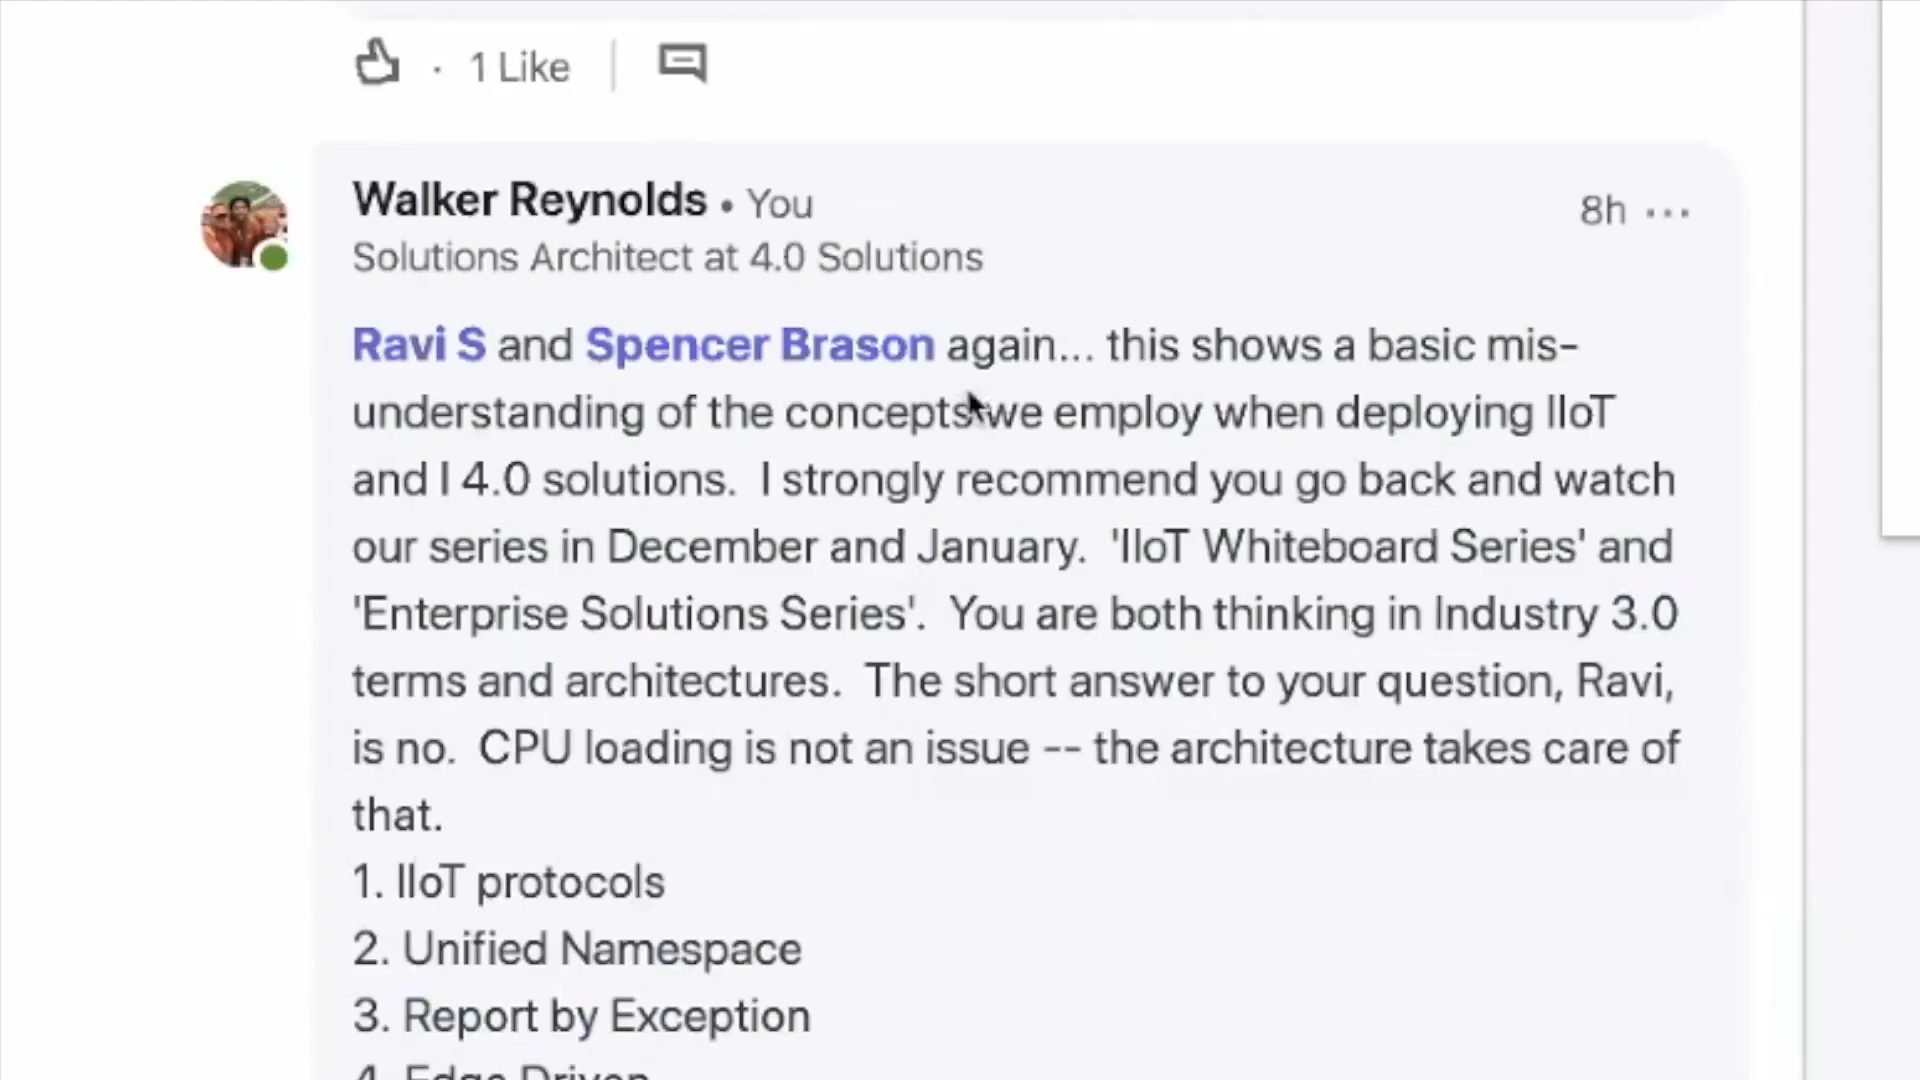 · 1 Like
Walker Reynolds • You
8h ...
Solutions Architect at 4.0 Solutions
Ravi S and Spencer Brason again... this shows a basic mis-
understanding of the concepts we employ when deploying IIoT
and I 4.0 solutions.  I strongly recommend you go back and watch
our series in December and January.  'IIoT Whiteboard Series' and
'Enterprise Solutions Series'.  You are both thinking in Industry 3.0
terms and architectures.  The short answer to your question, Ravi,
is no.  CPU loading is not an issue -- the architecture takes care of
that.
1. IIoT protocols
2. Unified Namespace
3. Report by Exception
4. Edge Driven